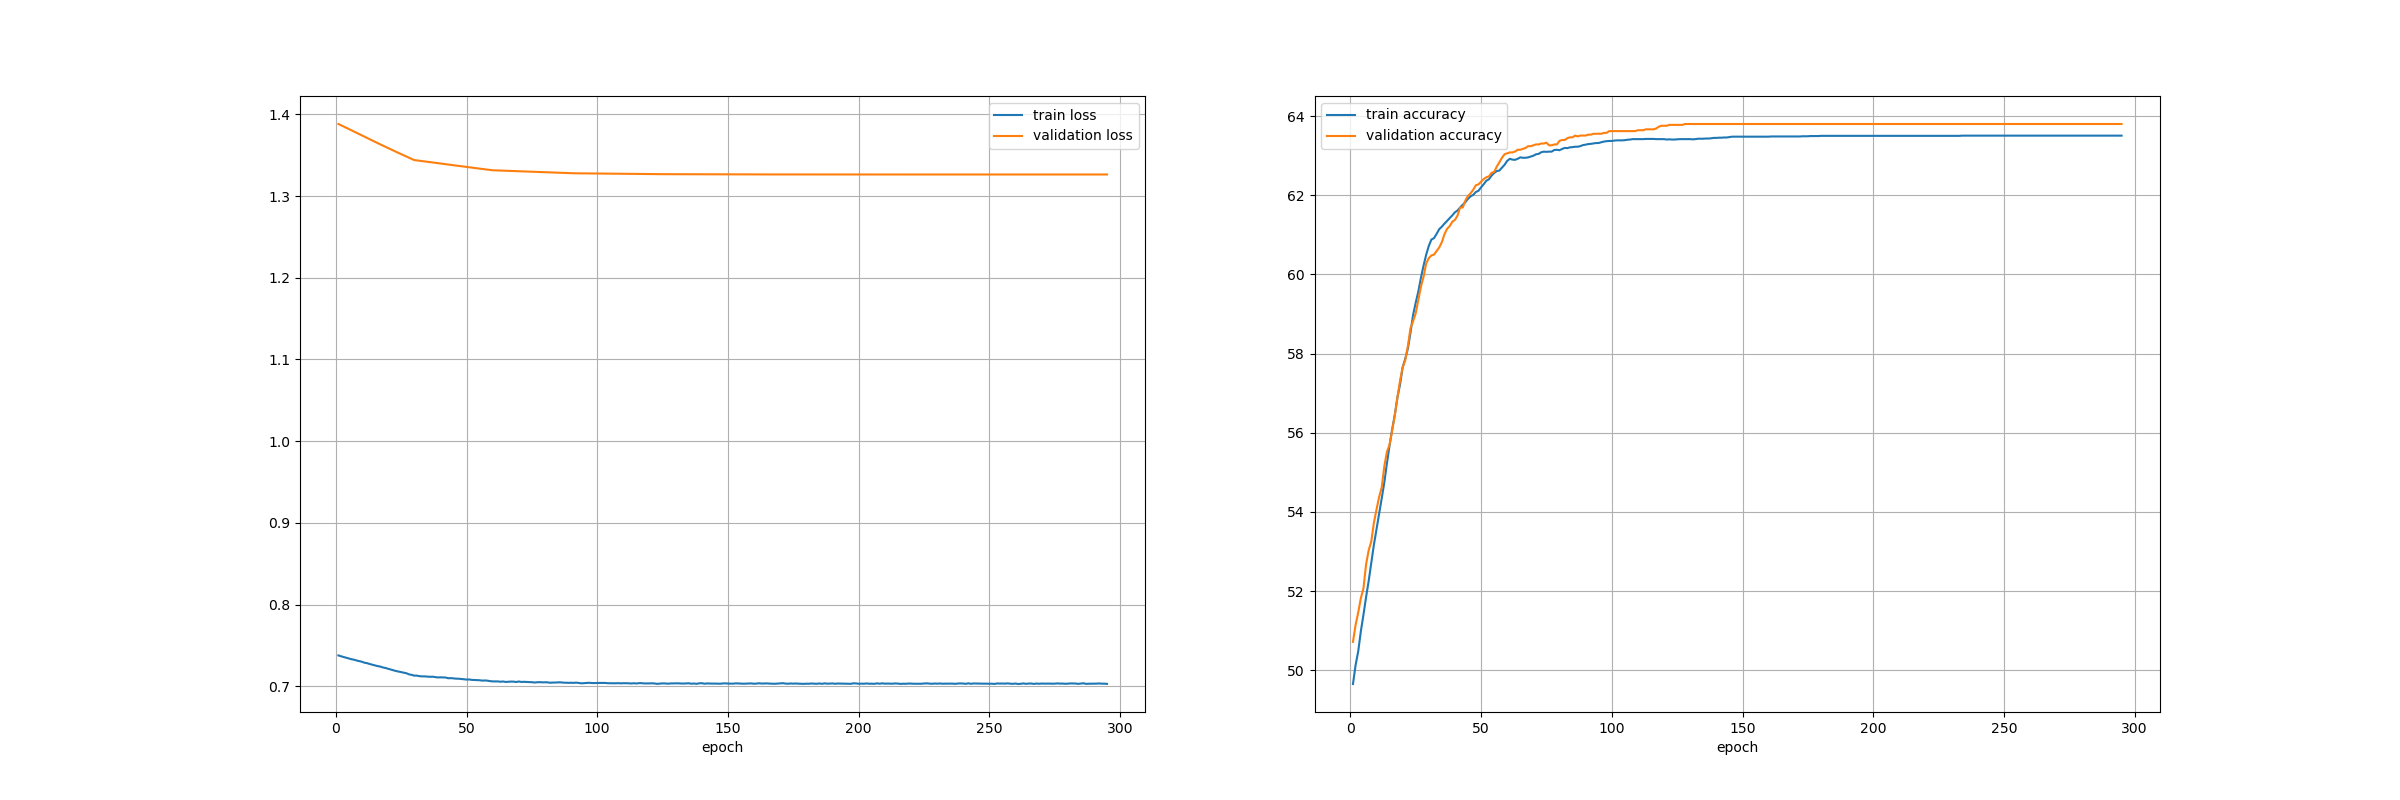 1.4
1.3
1.2
1.1
1.0
0.9
0.8
0.7
0 50 100 150 200 250 300
epoch
train loss
validation loss
64
62
60
58
56
54
52
50
0 50 100 150 200 250 300
epoch
train accuracy
validation accuracy